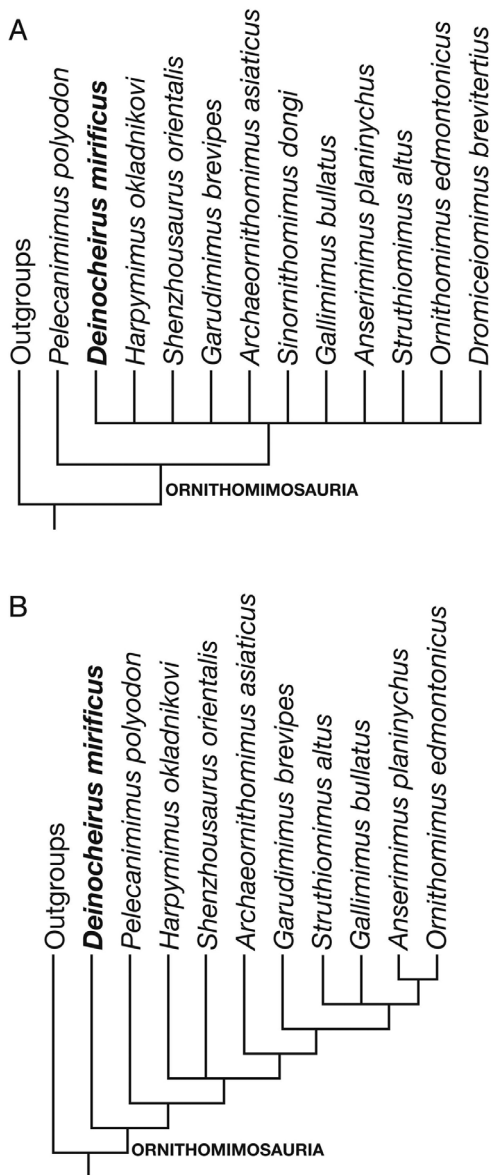 A
Outgroups
Pelecanimimus polyodon
Deinocheirus mirificus
Harpymimus okladnikovi
Shenzhousaurus orientalis
Garudimimus brevipes
Archaeornithomimus asiaticus
Sinornithomimus dongi
Gallimimus bullatus
Anserimimus planinychus
Struthiomimus altus
Ornithomimus edmontonicus
Dromiceiomimus brevitertius
ORNITHOMIMOSAURIA
B
Outgroups
Deinocheirus mirificus
Pelecanimimus polyodon
Harpymimus okladnikovi
Shenzhousaurus orientalis
Archaeornithomimus asiaticus
Garudimimus brevipes
Struthiomimus altus
Gallimimus bullatus
Anserimimus planinychus
Ornithomimus edmontonicus
ORNITHOMIMOSAURIA